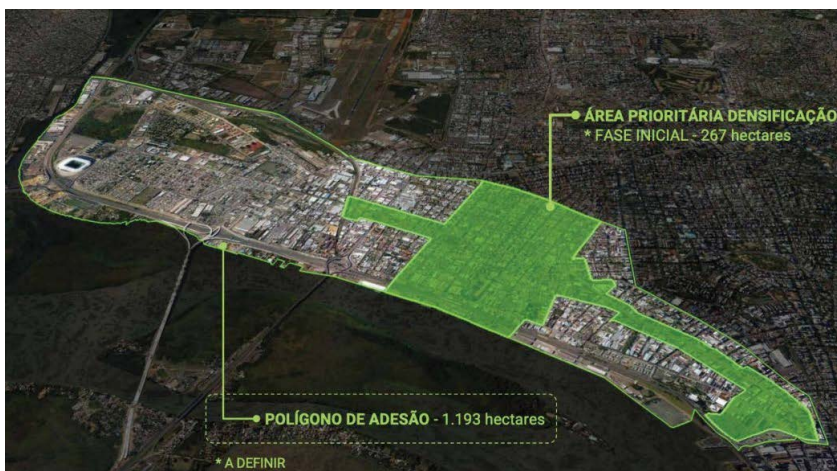 ÁREA PRIORITÁRIA DENSIFICAÇÃO
* FASE INICIAL - 267 hectares
POLÍGONO DE ADESÃO - 1.193 hectares
* A DEFINIR